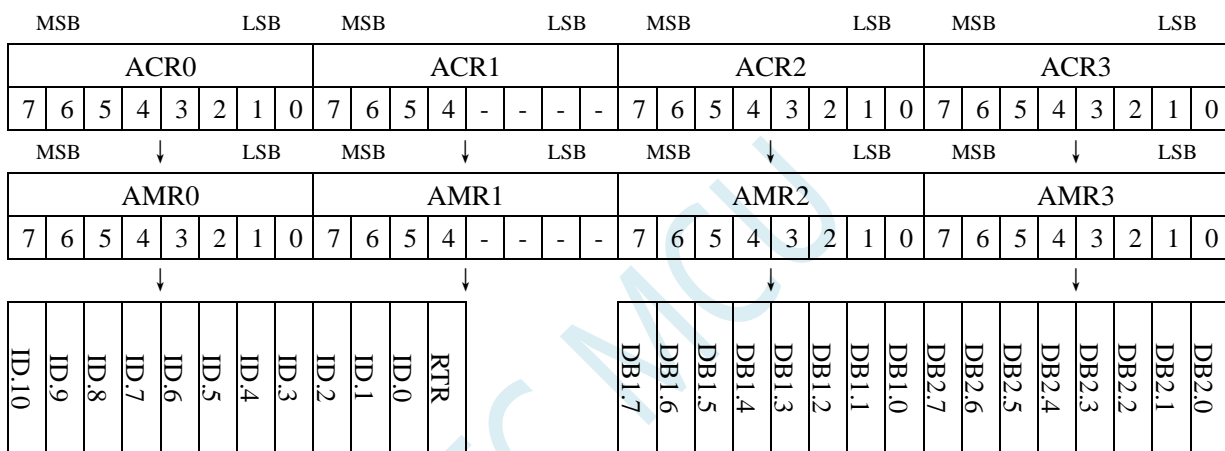 MSB LSB MSB LSB MSB LSB MSB LSB
ACR0 ACR1 ACR2 ACR3
7 6 5 4 3 2 1 0 7 6 5 4 - - - - 7 6 5 4 3 2 1 0 7 6 5 4 3 2 1 0
MSB ↓ LSB MSB ↓ LSB MSB ↓ LSB MSB ↓ LSB
AMR0 AMR1 AMR2 AMR3
7 6 5 4 3 2 1 0 7 6 5 4 - - - - 7 6 5 4 3 2 1 0 7 6 5 4 3 2 1 0
↓ ↓ ↓ ↓
ID.10 ID.9 ID.8 ID.7 ID.6 ID.5 ID.4 ID.3 ID.2 ID.1 ID.0 RTR DB1.7 DB1.6 DB1.5 DB1.4 DB1.3 DB1.2 DB1.1 DB1.0 DB2.7 DB2.6 DB2.5 DB2.4 DB2.3 DB2.2 DB2.1 DB2.0
MCU